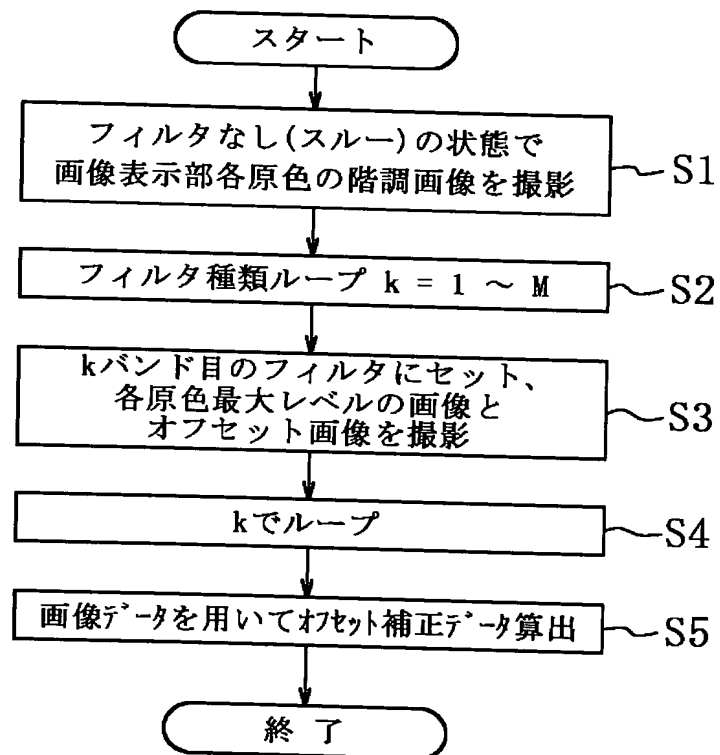 スタート
フィルタなし(スルー)の状態で
画像表示部各原色の階調画像を撮影
S1
フィルタ種類ループ k = 1 ～ M
S2
kバンド目のフィルタにセット、
各原色最大レベルの画像と
オフセット画像を撮影
S3
kでループ
S4
画像データを用いてオフセット補正データ算出
S5
終 了